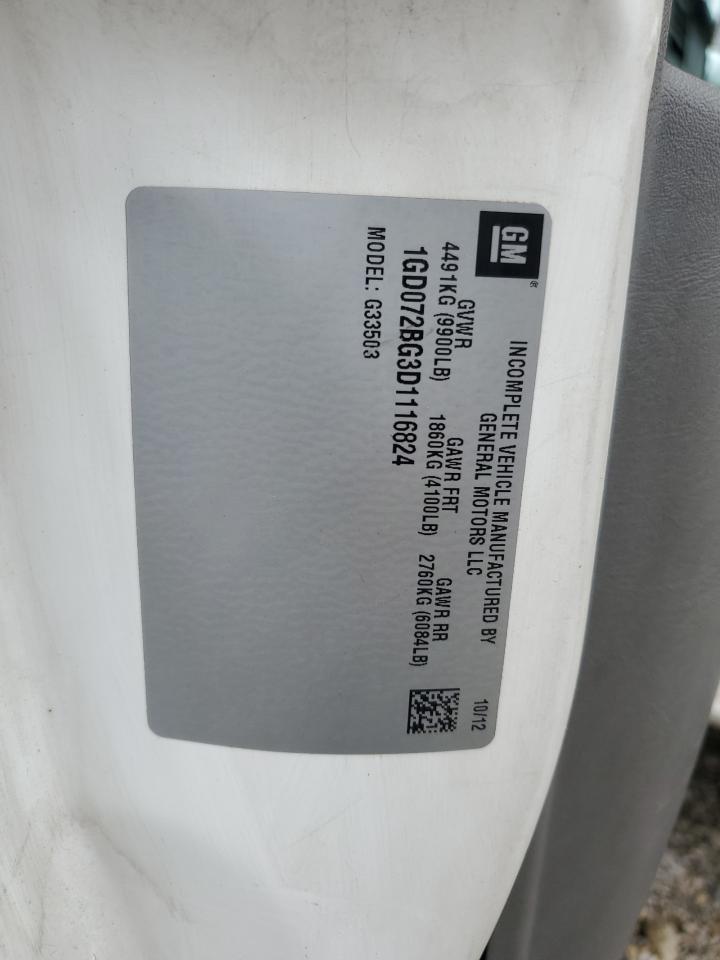 GM ®
INCOMPLETE VEHICLE MANUFACTURED BY
GENERAL MOTORS LLC
10/12
GVWR GAWR FRT GAWR RR
4491KG (9900LB) 1860KG (4100LB) 2760KG (6084LB)
1GD072BG3D1116824
MODEL: G33503